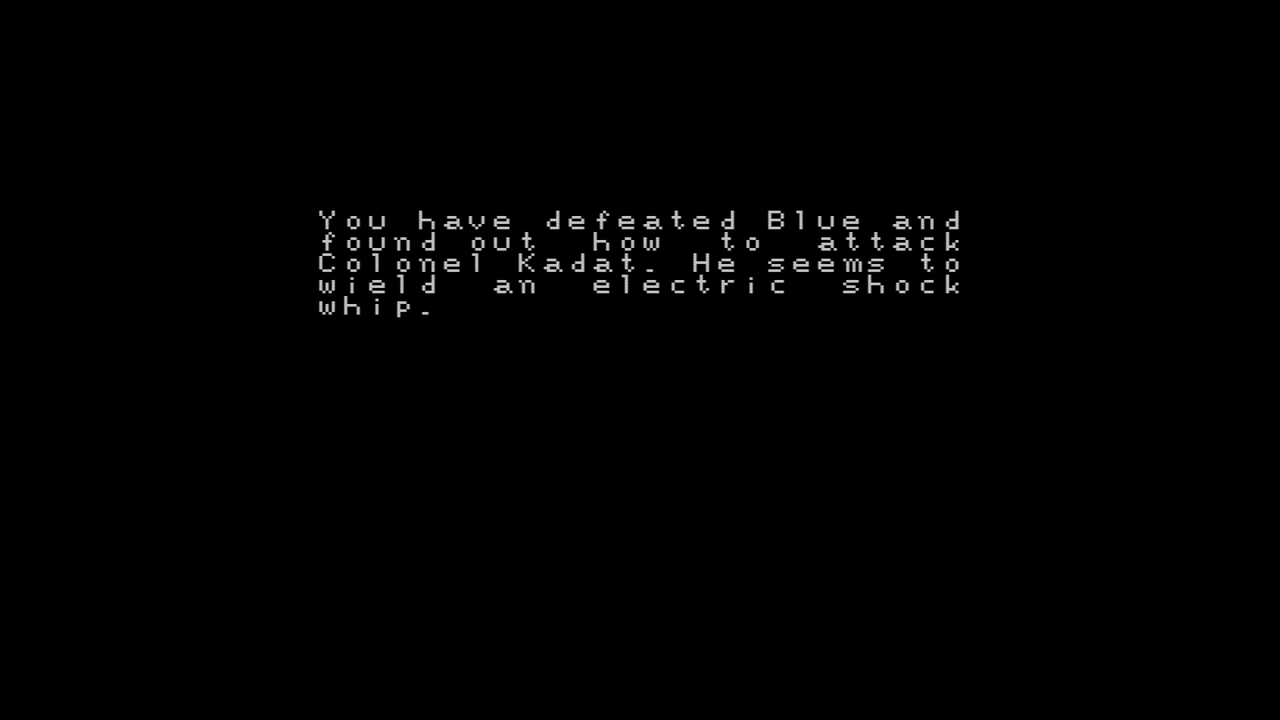 You have defeated Blue and
found out how to attack
Colonel Kadat. He seems to
wield an electric shock
whip.